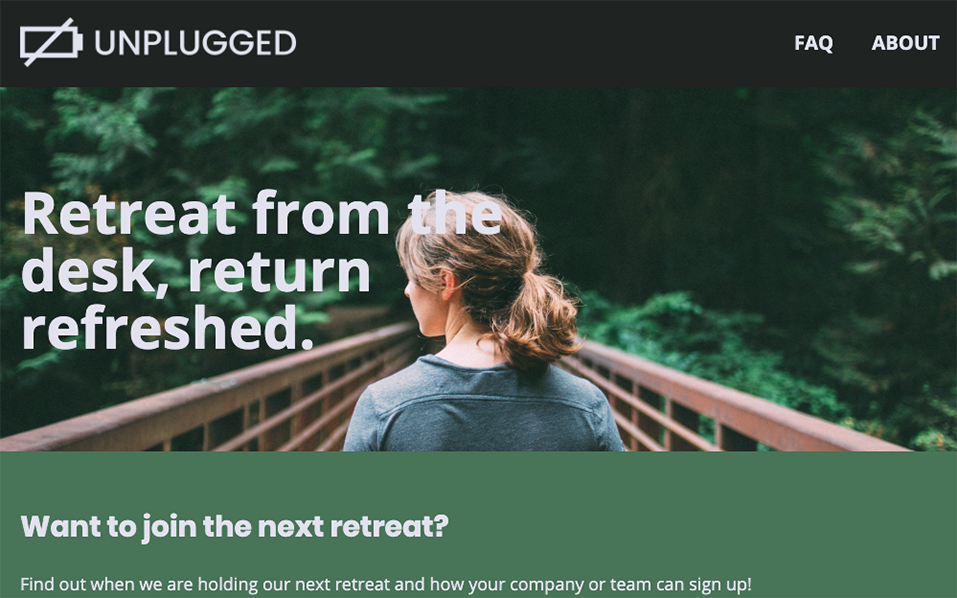 UNPLUGGED
FAQ
ABOUT
Retreat from the
desk, return
refreshed.
Want to join the next retreat?
Find out when we are holding our next retreat and how your company or team can sign up!